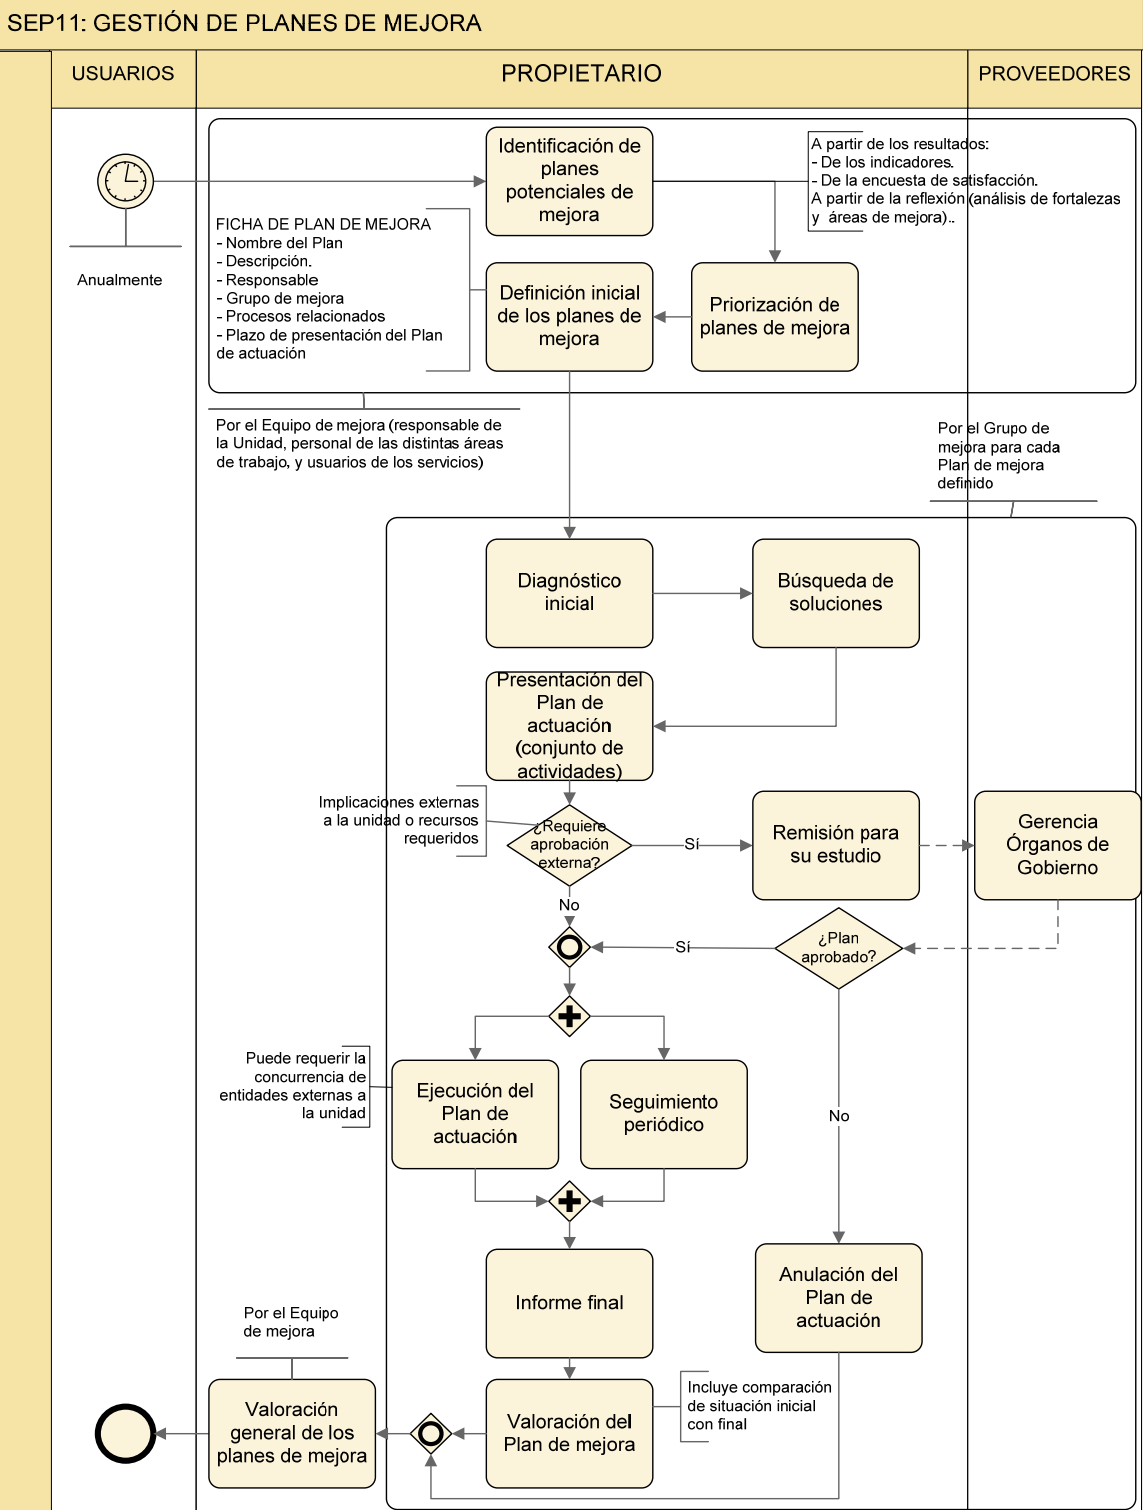 SEP11: GESTIÓN DE PLANES DE MEJORA
USUARIOS
PROPIETARIO
PROVEEDORES
Identificación de
planes
potenciales de
mejora
A partir de los resultados:
- De los indicadores.
- De la encuesta de satisfacción.
A partir de la reflexión (análisis de fortalezas
y áreas de mejora)..
Anualmente
FICHA DE PLAN DE MEJORA
- Nombre del Plan
- Descripción.
- Responsable
- Grupo de mejora
- Procesos relacionados
- Plazo de presentación del Plan
de actuación
Definición inicial
de los planes de
mejora
Priorización de
planes de mejora
Por el Equipo de mejora (responsable de
la Unidad, personal de las distintas áreas
de trabajo, y usuarios de los servicios)
Por el Grupo de
mejora para cada
Plan de mejora
definido
Diagnóstico
inicial
Búsqueda de
soluciones
Presentación del
Plan de
actuación
(conjunto de
actividades)
Implicaciones externas
a la unidad o recursos
requeridos
¿Requiere
aprobación
externa?
Sí
Remisión para
su estudio
Gerencia
Órganos de
Gobierno
No
Sí
¿Plan
aprobado?
Puede requerir la
concurrencia de
entidades externas a
la unidad
Ejecución del
Plan de
actuación
Seguimiento
periódico
No
Informe final
Anulación del
Plan de
actuación
Por el Equipo
de mejora
Valoración
general de los
planes de mejora
Valoración del
Plan de mejora
Incluye comparación
de situación inicial
con final